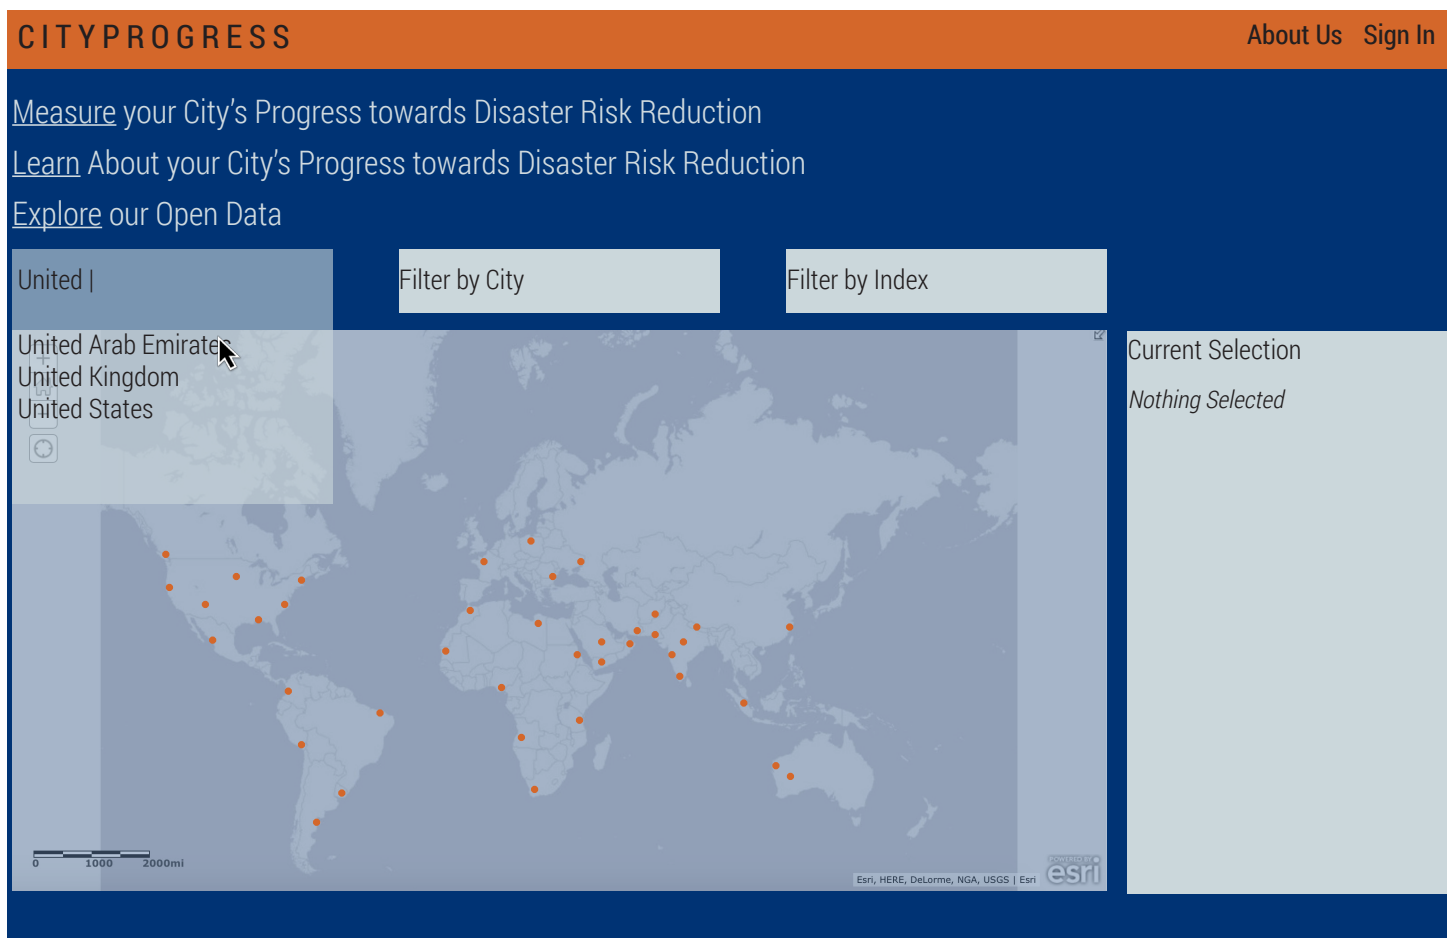 CITYPROGRESS
About Us Sign In
Measure your City's Progress towards Disaster Risk Reduction
Learn About your City's Progress towards Disaster Risk Reduction
Explore our Open Data
United |
Filter by City
Filter by Index
United Arab Emirates
United Kingdom
United States
Current Selection
Nothing Selected
0 1000 2000mi
Esri, HERE, DeLorme, NGA, USGS | Esri
POWERED BY
esri